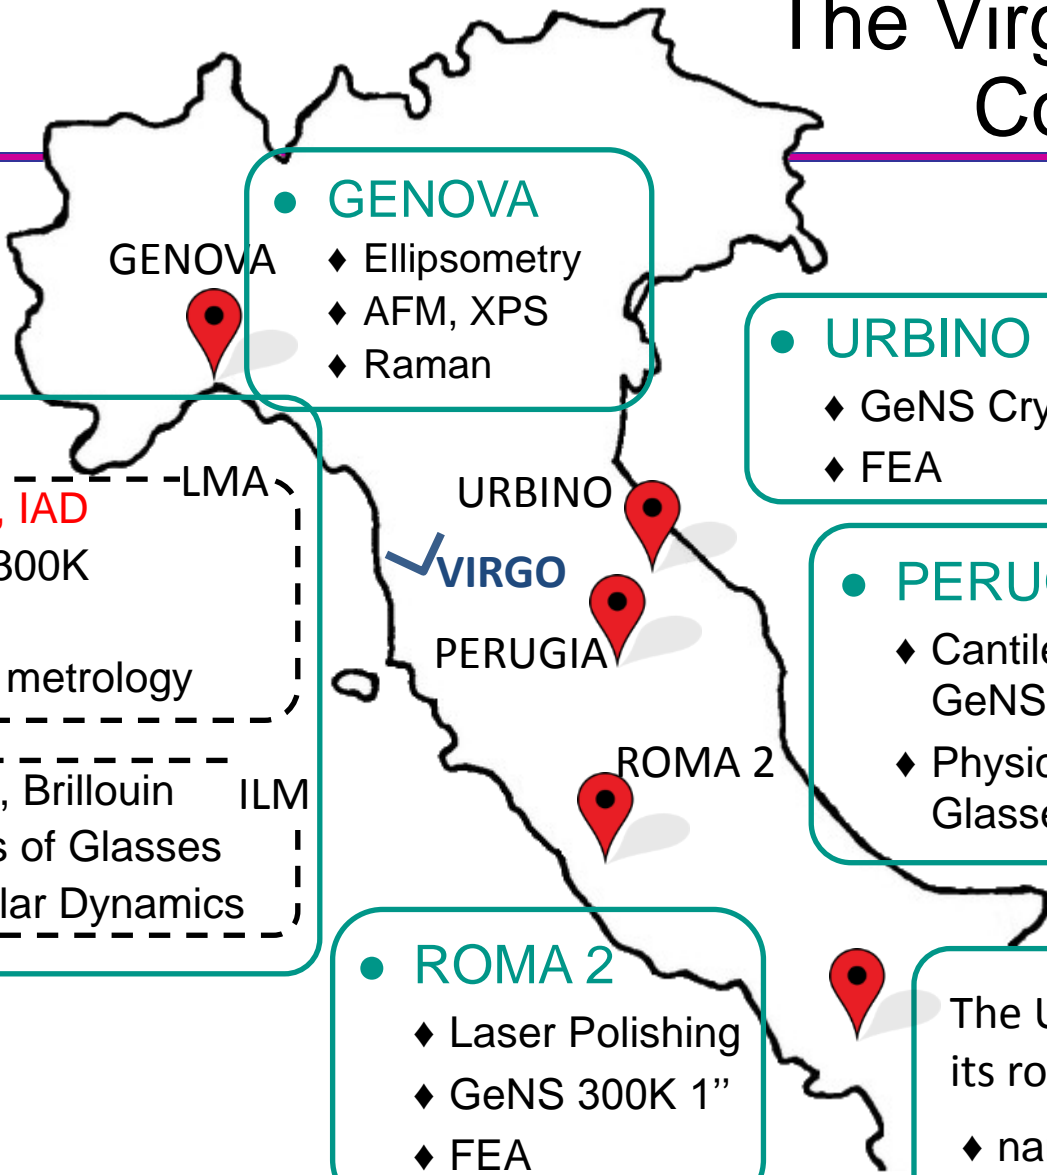 The Virg
Co
GENOVA
Ellipsometry
AFM, XPS
Raman
GENOVA
URBINO
GeNS Cry
FEA
LMA
, IAD
300K
metrology
URBINO
VIRGO
PERUGIA
PERU
Cantile
GeNS
Physic
Glasse
ROMA 2
, Brillouin
ILM
s of Glasses
lar Dynamics
ROMA 2
Laser Polishing
GeNS 300K 1’’
FEA
The U
its ro
na